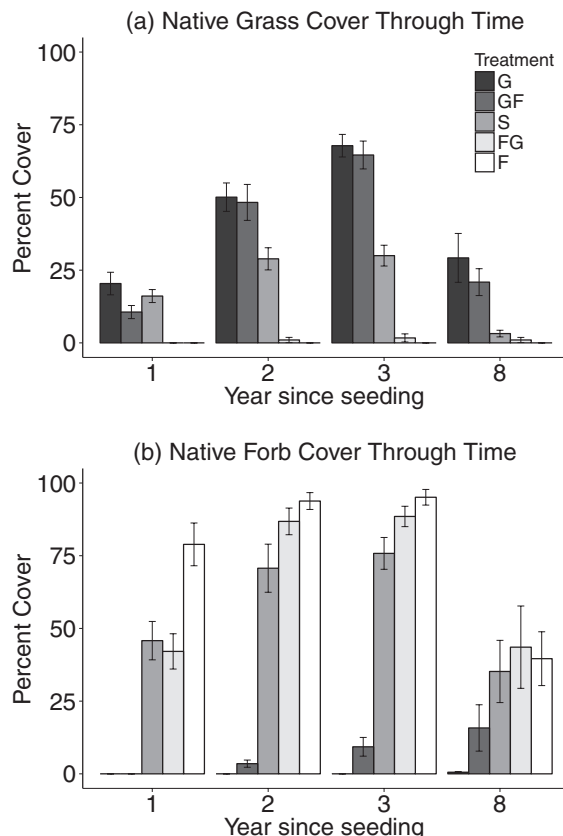 (a) Native Grass Cover Through Time
Percent Cover
100
75
50
25
0
Treatment
G
GF
S
FG
F
1 2 3 8
Year since seeding
(b) Native Forb Cover Through Time
Percent Cover
100
75
50
25
0
1 2 3 8
Year since seeding